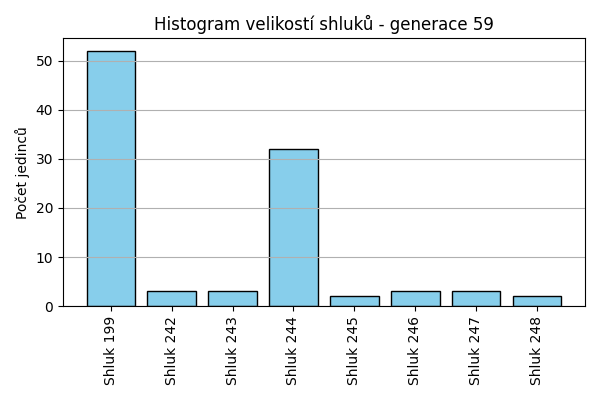 Histogram velikostí shluků - generace 59
Počet jedinců
50
40
30
20
10
0
Shluk 199
Shluk 242
Shluk 243
Shluk 244
Shluk 245
Shluk 246
Shluk 247
Shluk 248